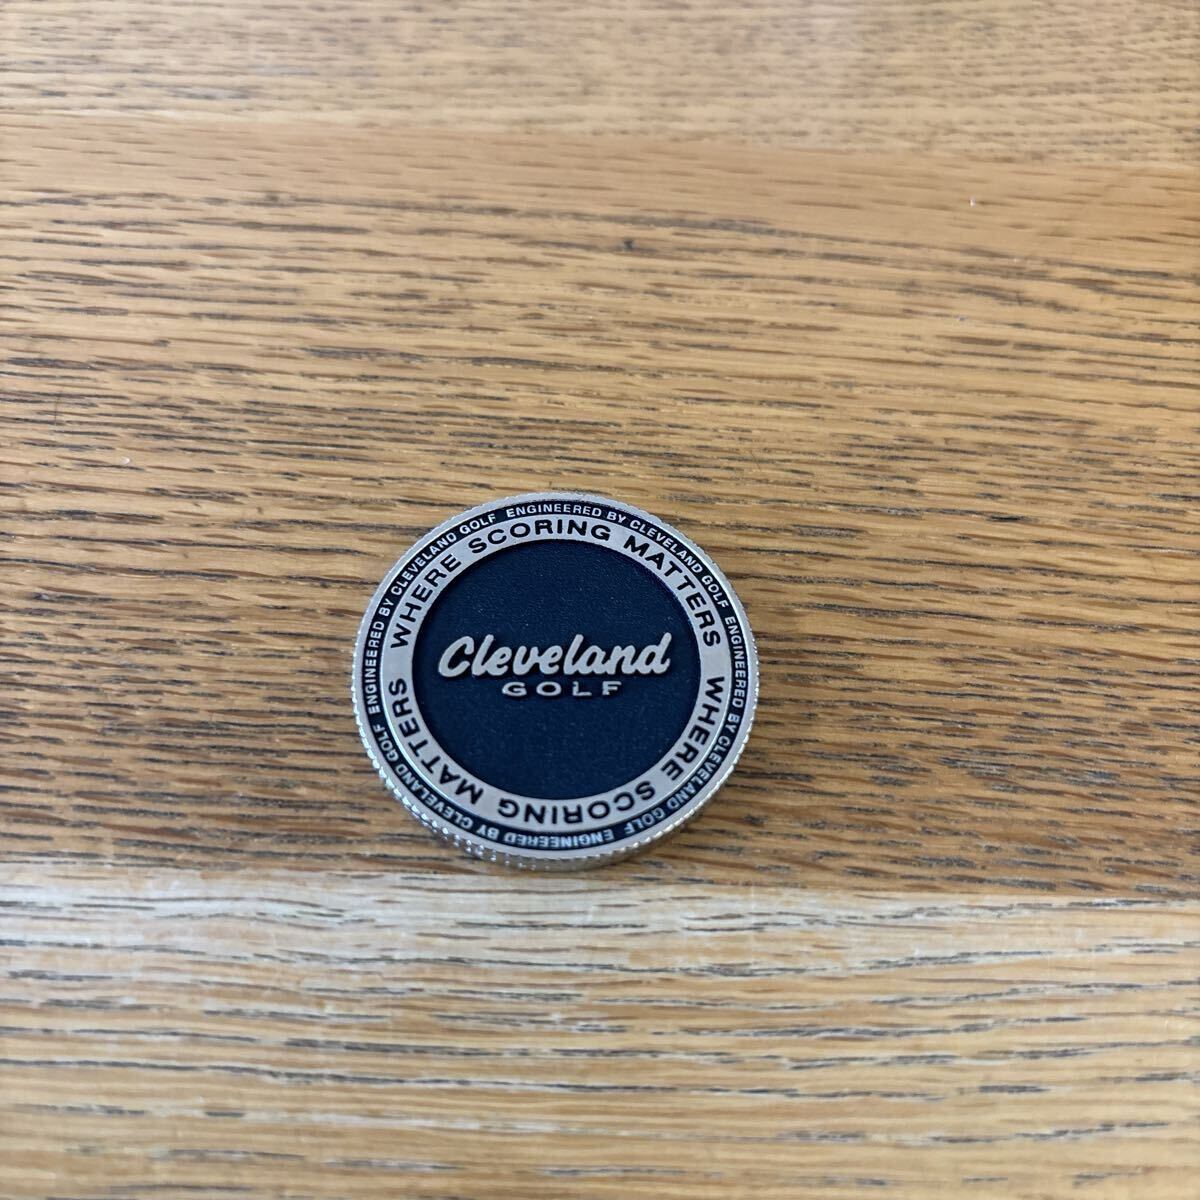 Cleveland
GOLF
WHERE SCORING MATTERS
WHERE SCORING MATTERS
ENGINEERED BY CLEVELAND GOLF
ENGINEERED BY CLEVELAND GOLF
ENGINEERED BY CLEVELAND GOLF
ENGINEERED BY CLEVELAND GOLF